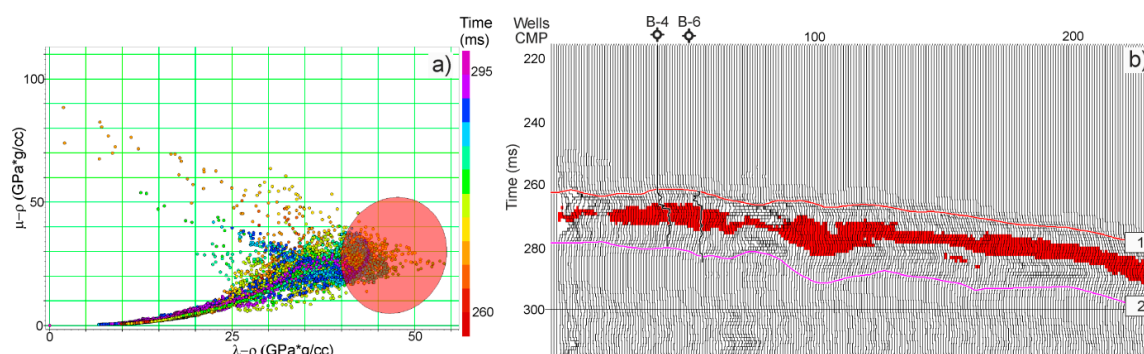 Time
(ms)
a)
295
260
100
50
0
μ-ρ (GPa*g/cc)
0
25
50
λ-ρ (GPa*g/cc)
Wells
CMP
B-4
B-6
100
200
b)
Time (ms)
220
240
260
280
300
1
2